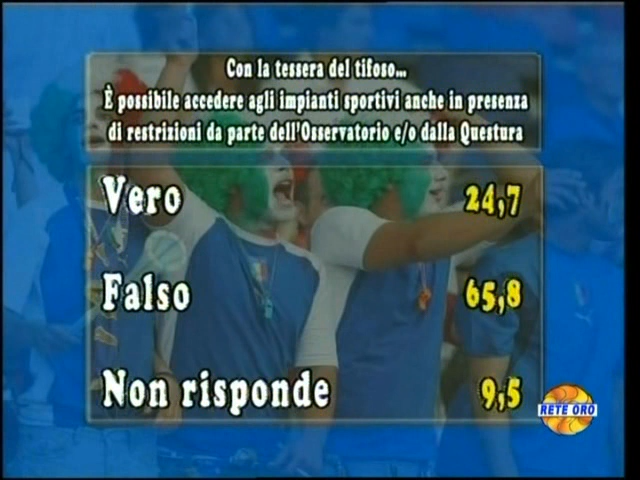 Con la tessera del tifoso...
È possibile accedere agli impianti sportivi anche in presenza
di restrizioni da parte dell'Osservatorio e/o dalla Questura
Vero 24,7
Falso 65,8
Non risponde 9,5
RETE ORO